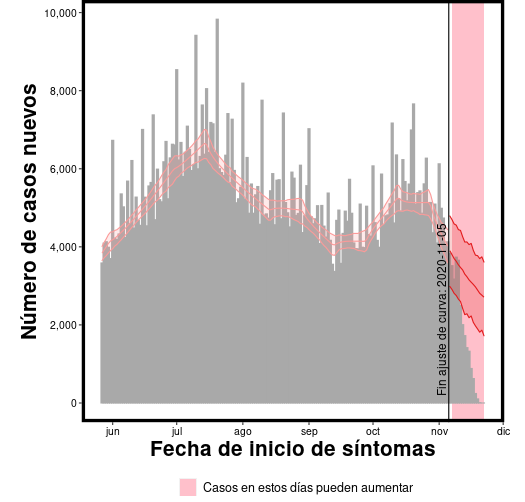 Número de casos nuevos
10,000
8,000
6,000
4,000
2,000
0
Fin ajuste de curva: 2020-11-05
jun jul ago sep oct nov dic
Fecha de inicio de síntomas
Casos en estos días pueden aumentar